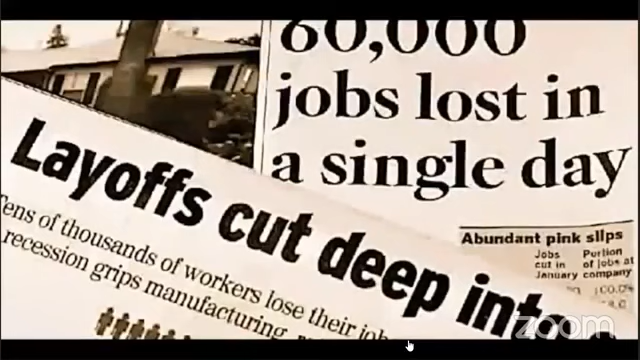 60,000
jobs lost in
a single day
Layoffs cut deep into
Tens of thousands of workers lose their
recession grips manufacturing,
Abundant pink slips
Jobs Portion
cut in of jobs at
January company
zoom